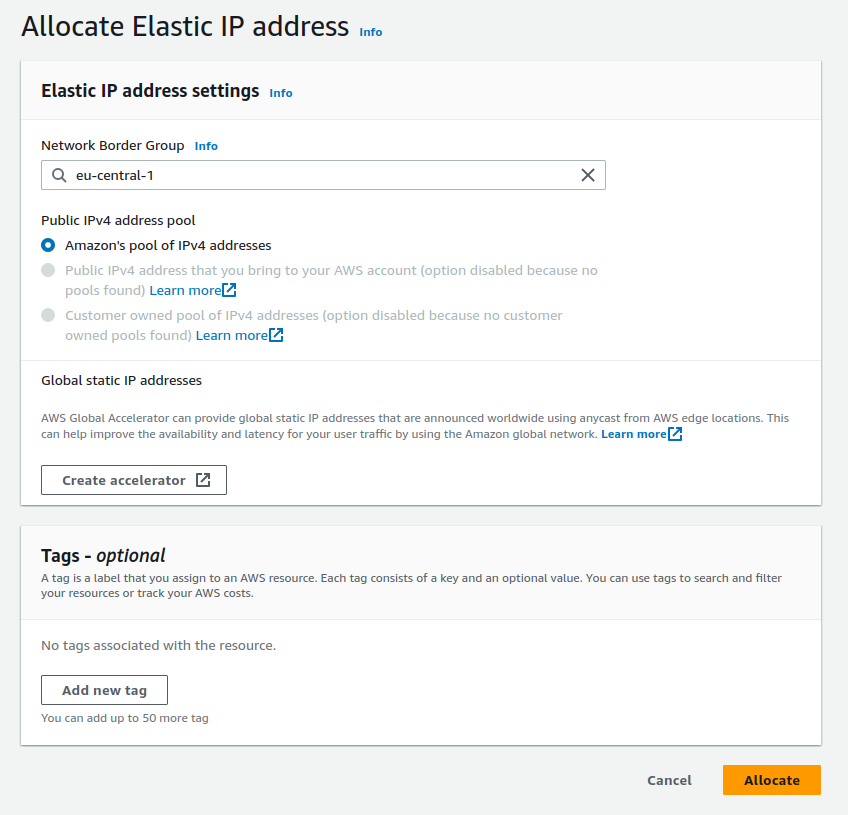 Allocate Elastic IP address Info
Elastic IP address settings Info
Network Border Group Info
eu-central-1
Public IPv4 address pool
Amazon's pool of IPv4 addresses
Public IPv4 address that you bring to your AWS account (option disabled because no
pools found) Learn more
Customer owned pool of IPv4 addresses (option disabled because no customer
owned pools found) Learn more
Global static IP addresses
AWS Global Accelerator can provide global static IP addresses that are announced worldwide using anycast from AWS edge locations. This
can help improve the availability and latency for your user traffic by using the Amazon global network. Learn more
Create accelerator
Tags - optional
A tag is a label that you assign to an AWS resource. Each tag consists of a key and an optional value. You can use tags to search and filter
your resources or track your AWS costs.
No tags associated with the resource.
Add new tag
You can add up to 50 more tag
Cancel Allocate